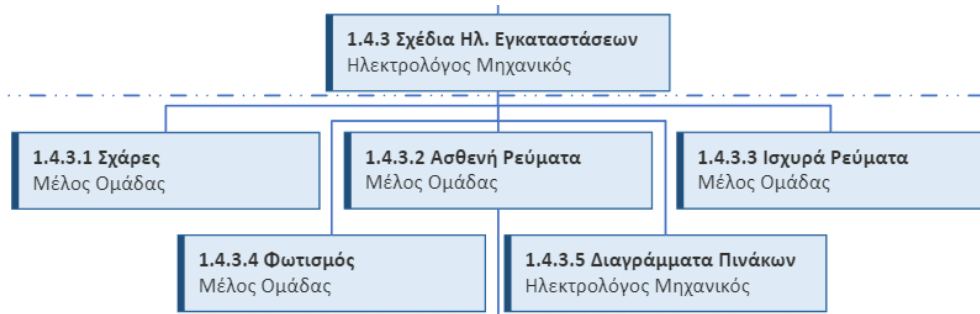 1.4.3 Σχέδια Ηλ. Εγκαταστάσεων
Ηλεκτρολόγος Μηχανικός
1.4.3.1 Σχάρες
Μέλος Ομάδας
1.4.3.2 Ασθενή Ρεύματα
Μέλος Ομάδας
1.4.3.3 Ισχυρά Ρεύματα
Μέλος Ομάδας
1.4.3.4 Φωτισμός
Μέλος Ομάδας
1.4.3.5 Διαγράμματα Πινάκων
Ηλεκτρολόγος Μηχανικός